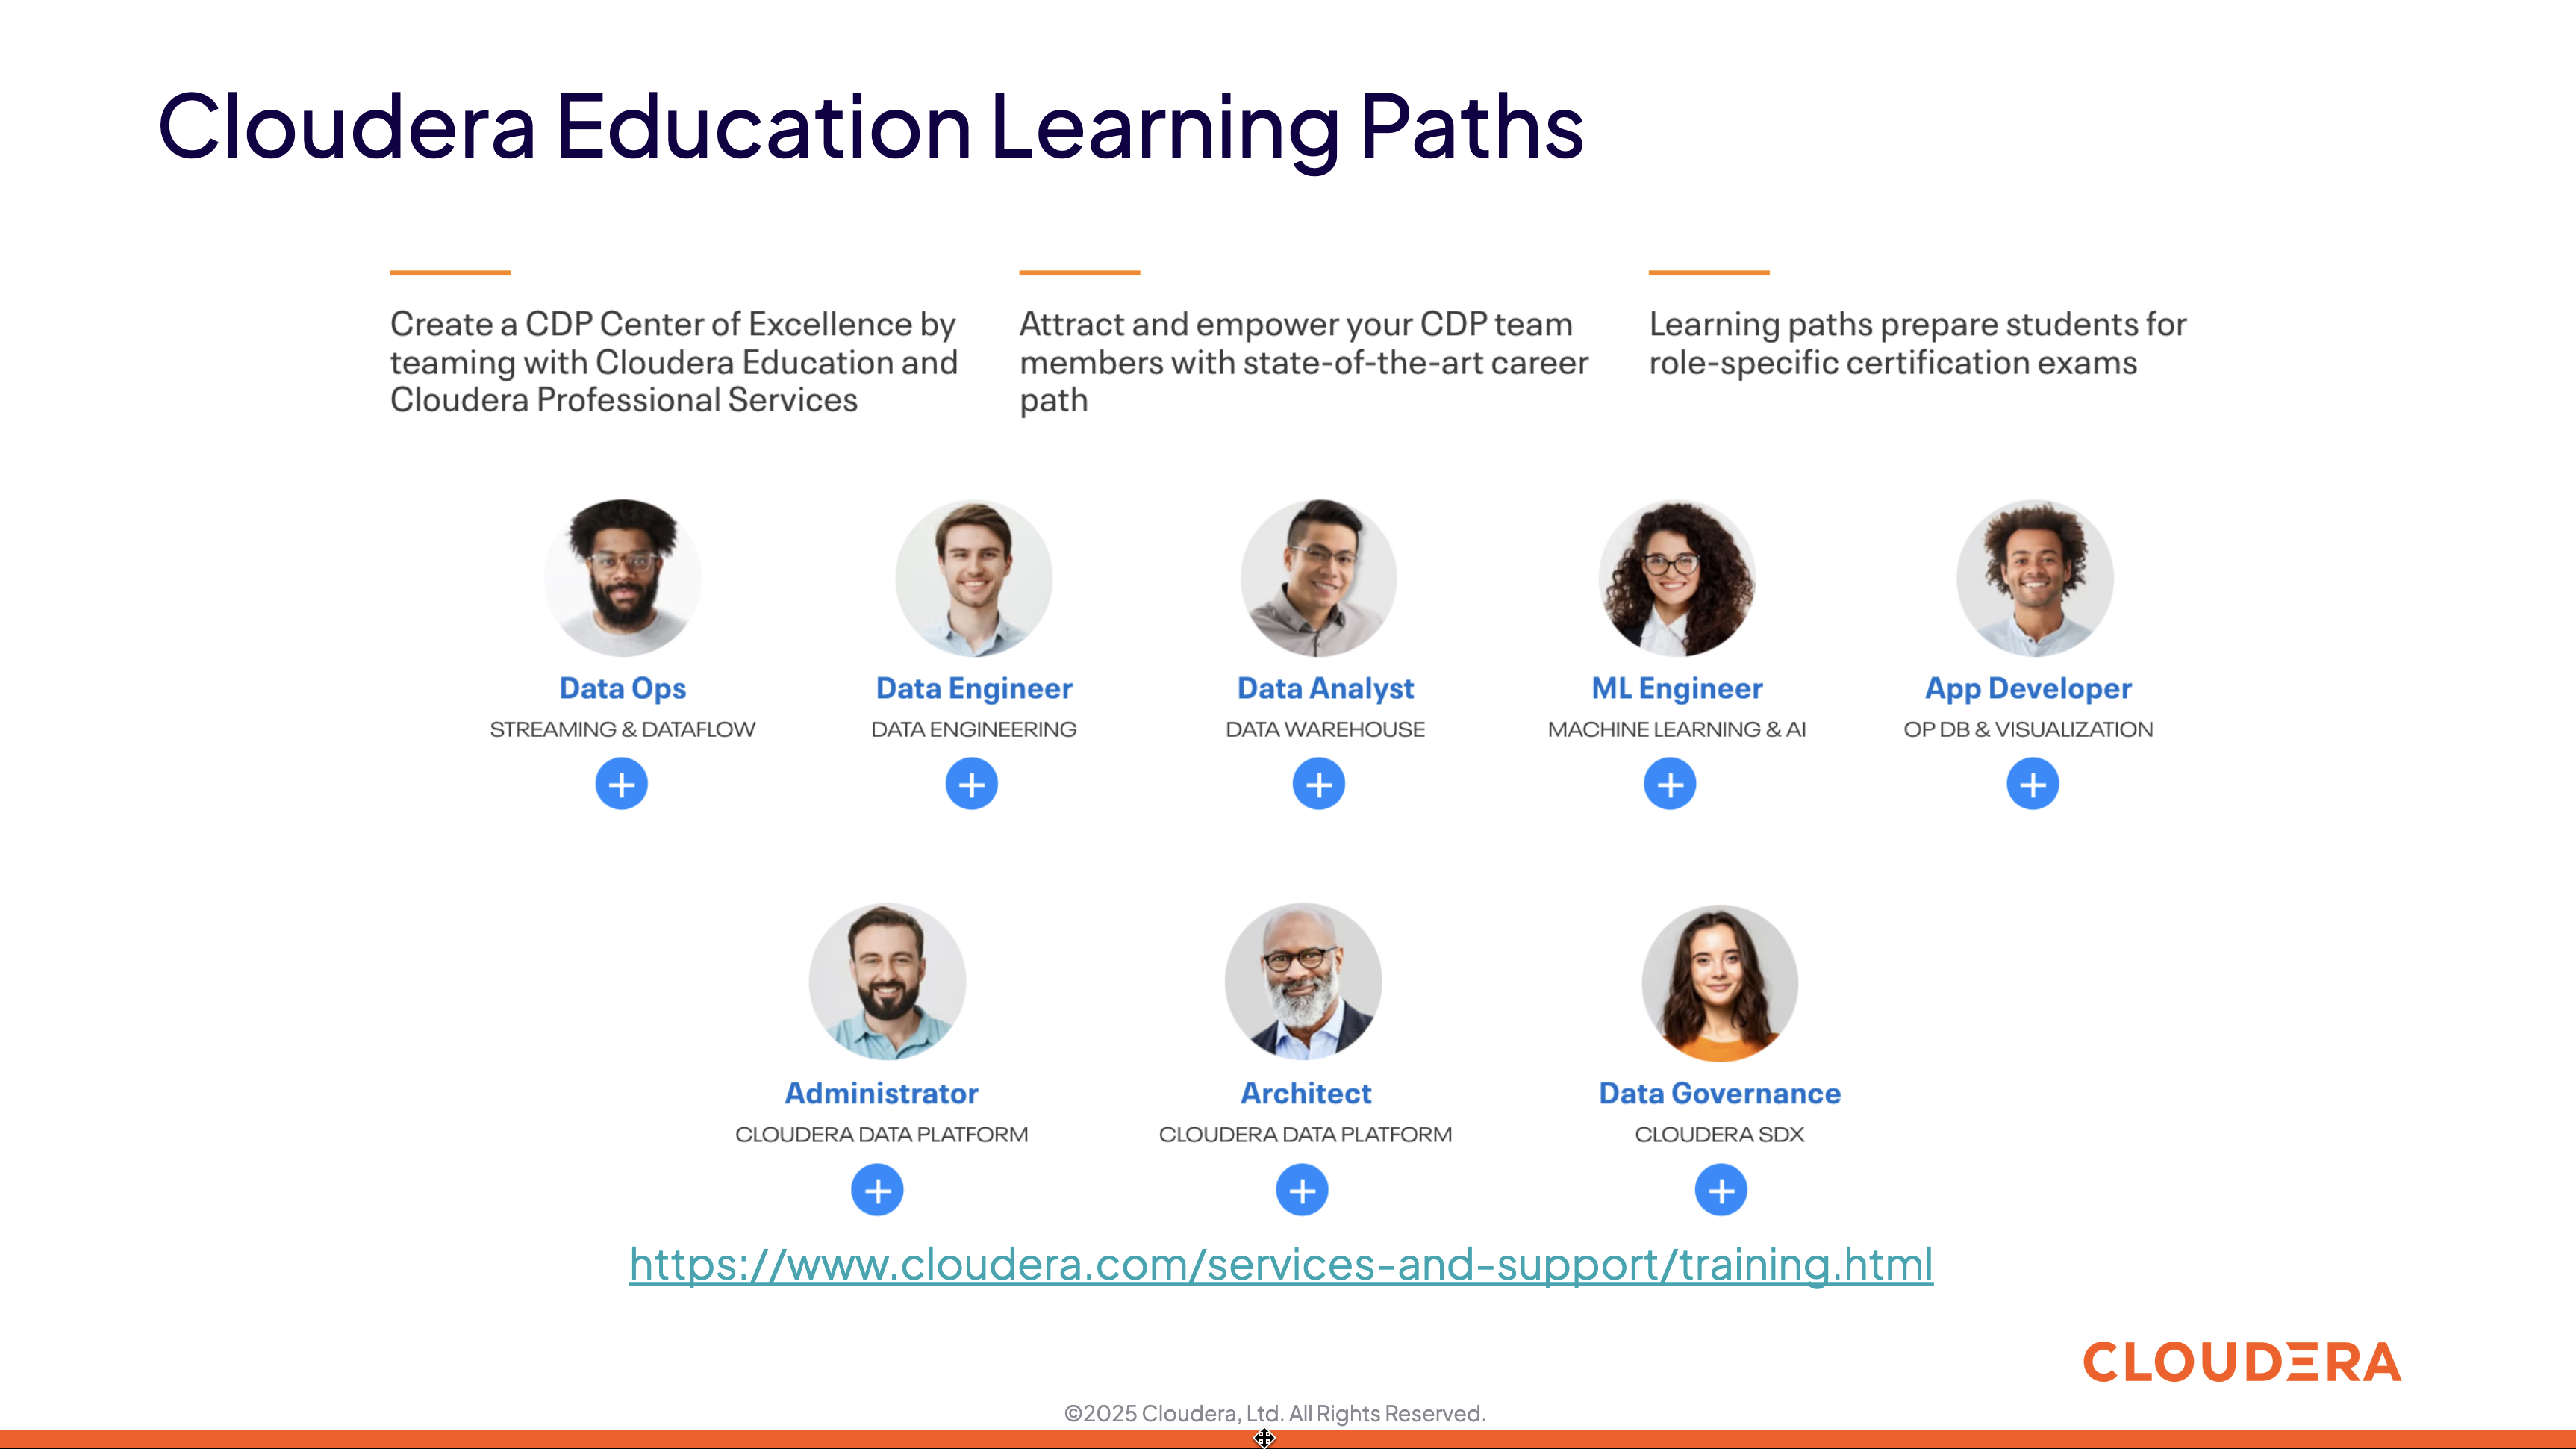 Cloudera Education Learning Paths
Create a CDP Center of Excellence by
teaming with Cloudera Education and
Cloudera Professional Services
Attract and empower your CDP team
members with state-of-the-art career
path
Learning paths prepare students for
role-specific certification exams
Data Ops
STREAMING & DATAFLOW
Data Engineer
DATA ENGINEERING
Data Analyst
DATA WAREHOUSE
ML Engineer
MACHINE LEARNING & AI
App Developer
OP DB & VISUALIZATION
Administrator
CLOUDERA DATA PLATFORM
Architect
CLOUDERA DATA PLATFORM
Data Governance
CLOUDERA SDX
https://www.cloudera.com/services-and-support/training.html
CLOUDERA
©2025 Cloudera, Ltd. All Rights Reserved.